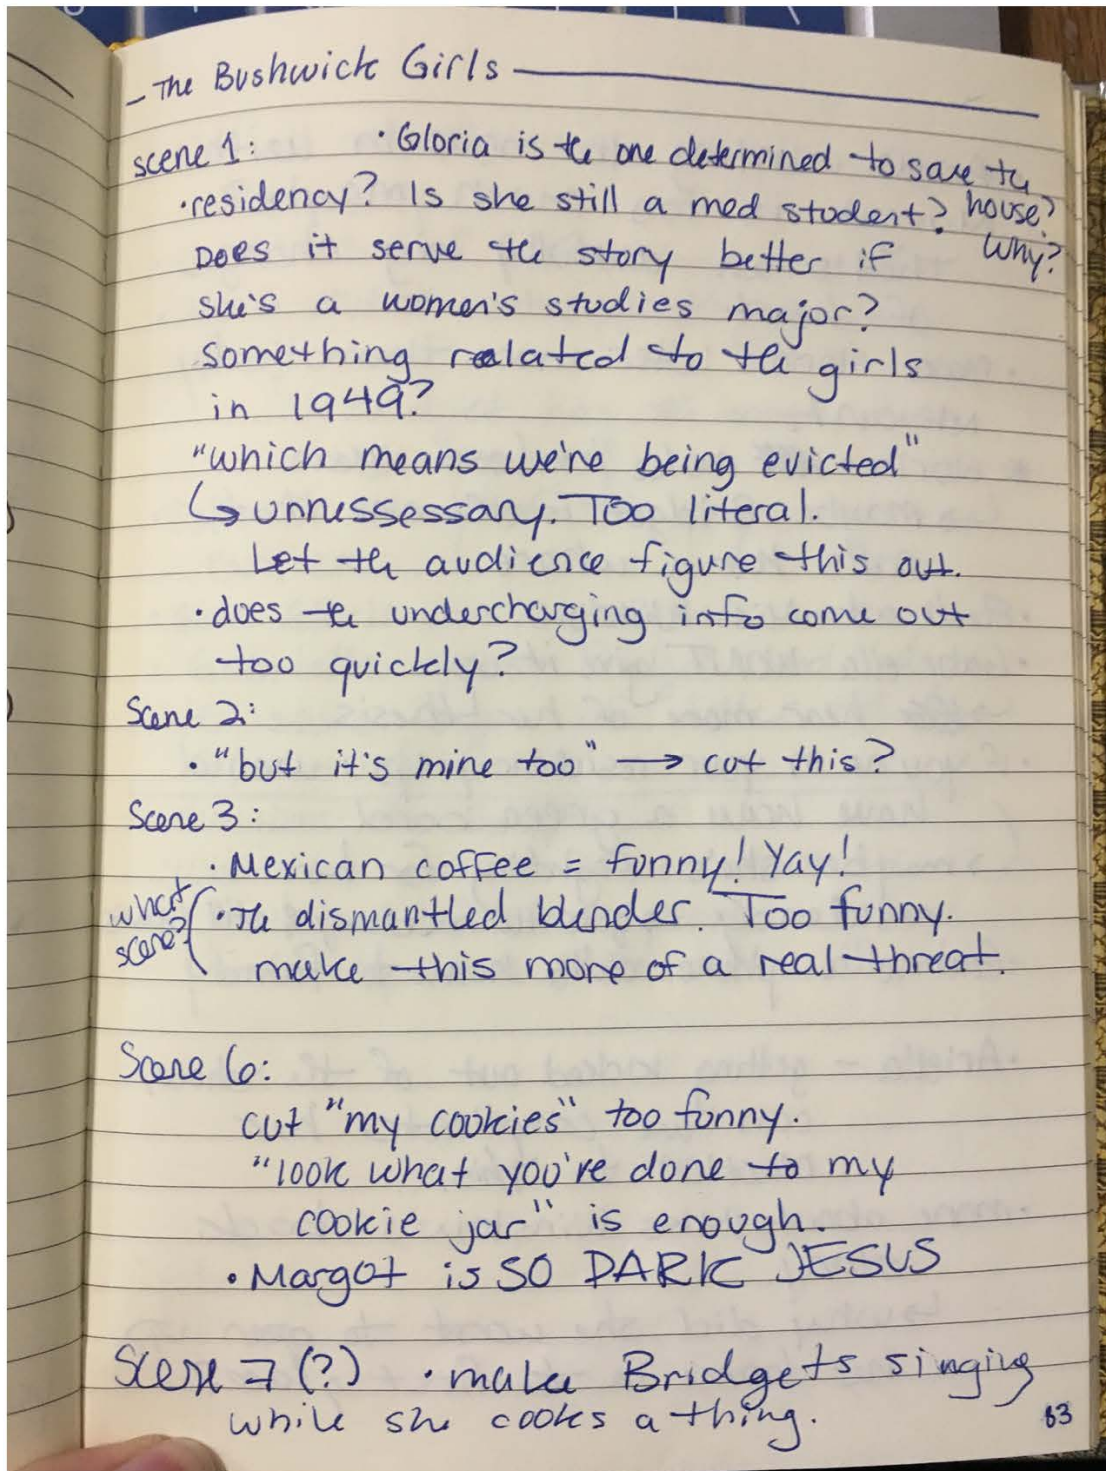 - The Bushwick Girls
scene 1: · Gloria is the one determined to save the
house?
why?
· residency? Is she still a med student?
Does it serve the story better if
she's a women's studies major?
something related to the girls
in 1949?
"which means we're being evicted"
↳ unnessessary. Too literal.
Let the audience figure this out.
· does the undercharging info come out
too quickly?
Scene 2:
· "but it's mine too" → cut this?
Scene 3:
· Mexican coffee = funny! Yay!
what
scene?
· The dismantled blender. Too funny.
make this more of a real threat.
Scene 6:
cut "my cookies" too funny.
"look what you're done to my
cookie jar" is enough.
· Margot is SO DARK JESUS
Scene 7 (?) · make Bridgets singing
while she cooks a thing.
83